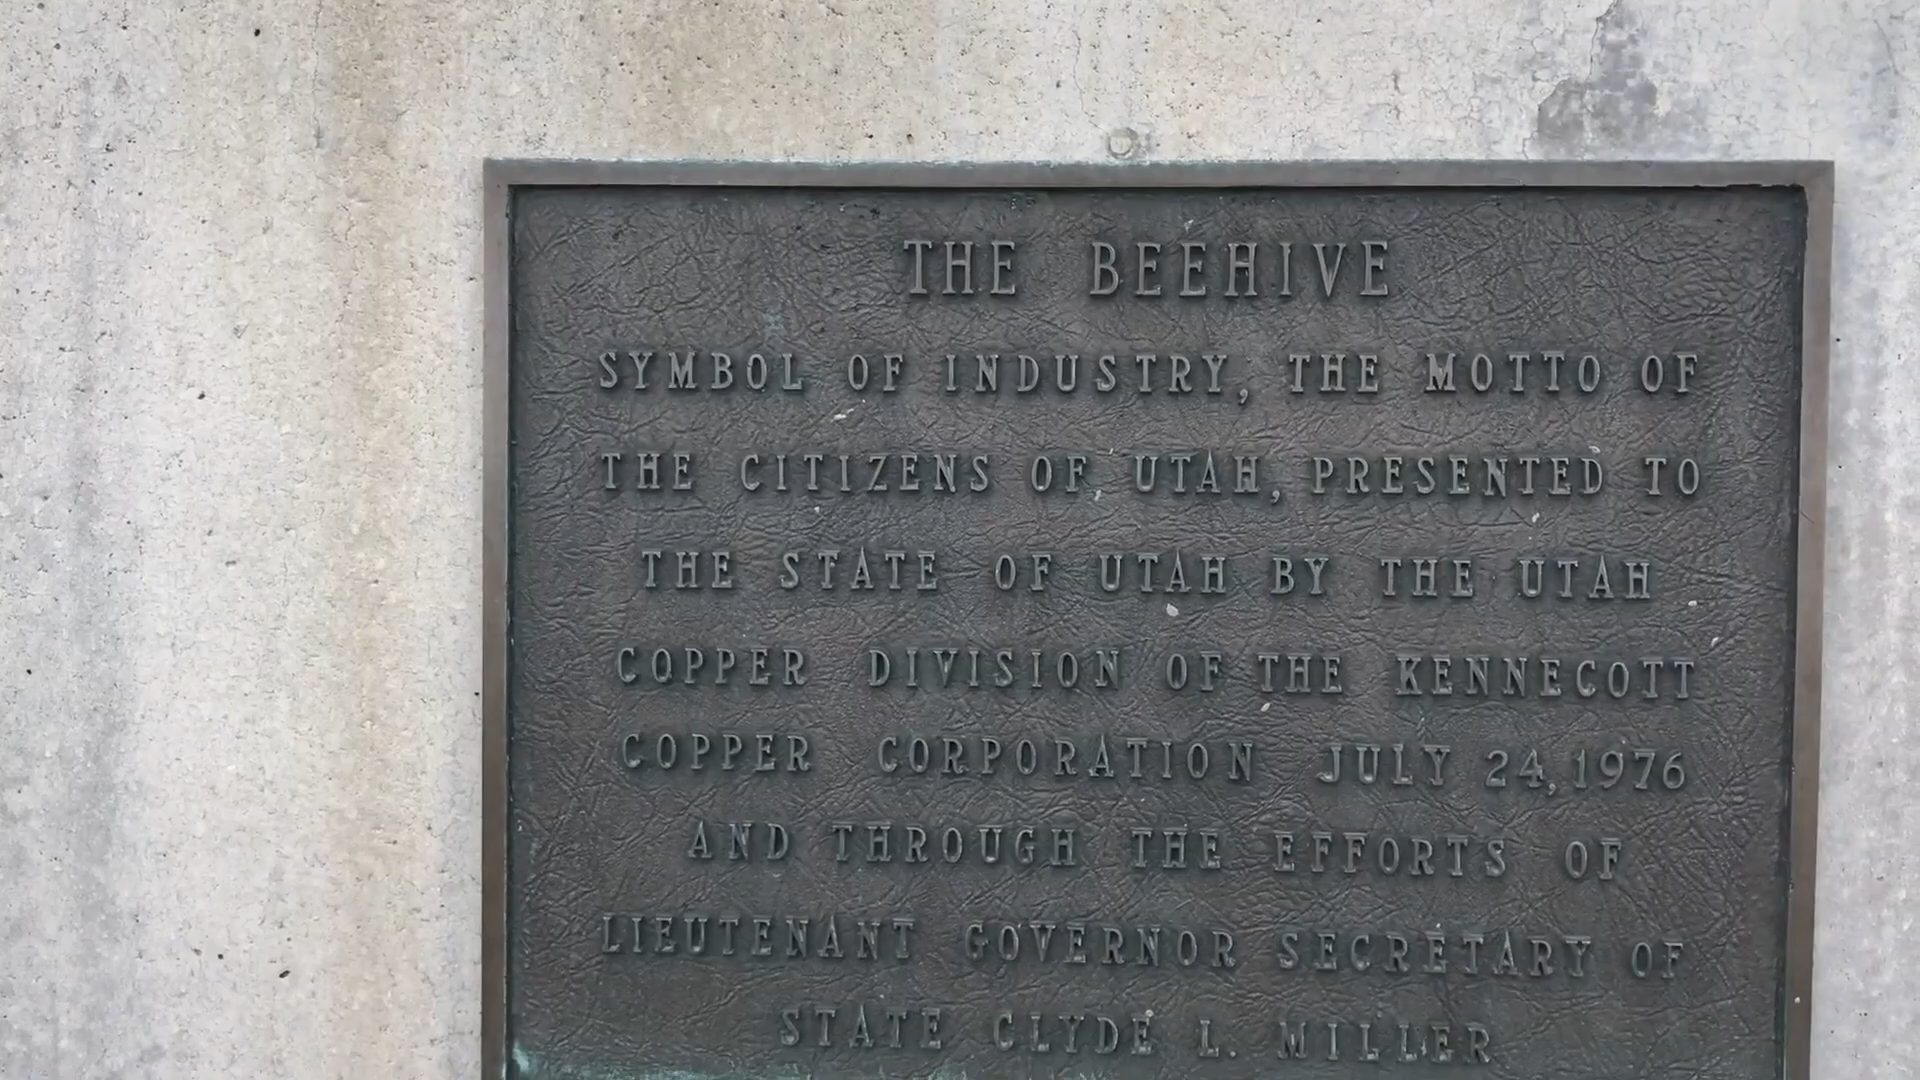 THE BEEHIVE
SYMBOL OF INDUSTRY, THE MOTTO OF
THE CITIZENS OF UTAH, PRESENTED TO
THE STATE OF UTAH BY THE UTAH
COPPER DIVISION OF THE KENNECOTT
COPPER CORPORATION JULY 24, 1976
AND THROUGH THE EFFORTS OF
LIEUTENANT GOVERNOR SECRETARY OF
STATE CLYDE L. MILLER